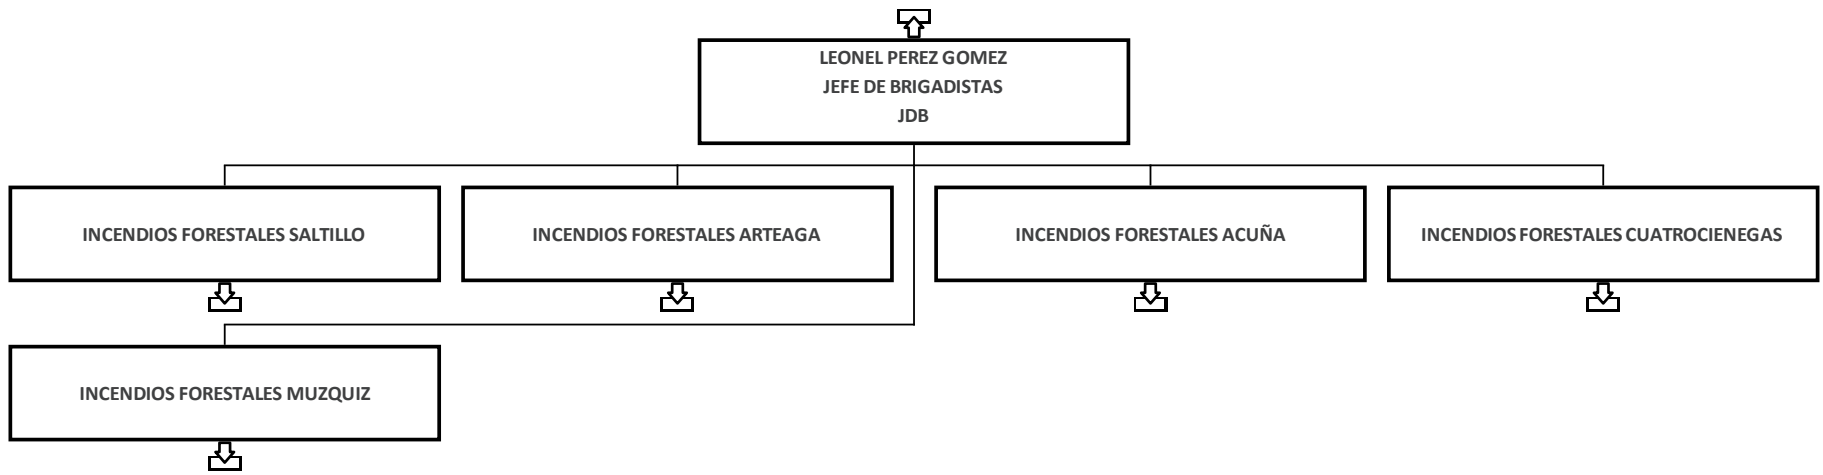 LEONEL PEREZ GOMEZ
JEFE DE BRIGADISTAS
JDB
INCENDIOS FORESTALES SALTILLO
INCENDIOS FORESTALES ARTEAGA
INCENDIOS FORESTALES ACUÑA
INCENDIOS FORESTALES CUATROCIENEGAS
INCENDIOS FORESTALES MUZQUIZ